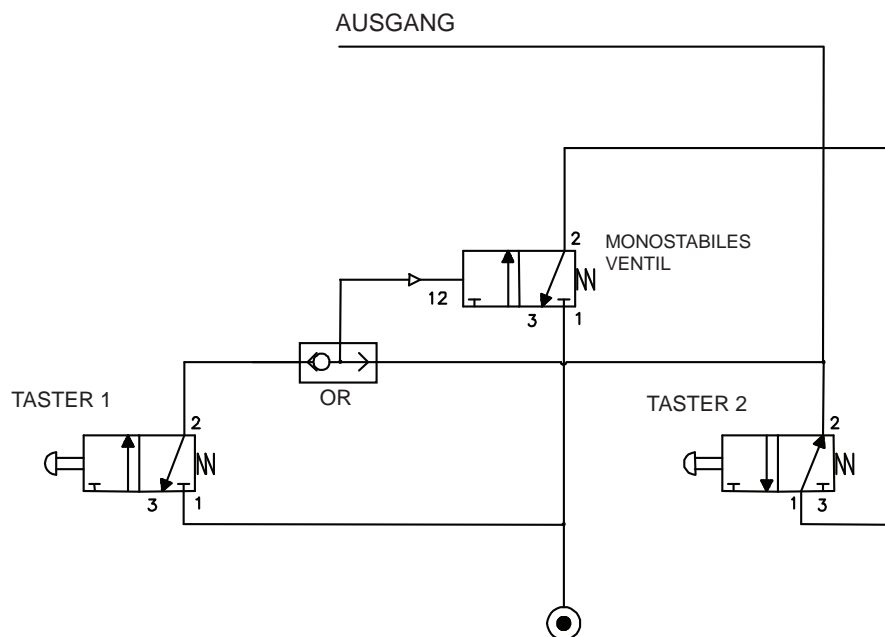 AUSGANG
2
MONOSTABILES
VENTIL
12
3
1
OR
TASTER 1
2
3
1
TASTER 2
2
1
3